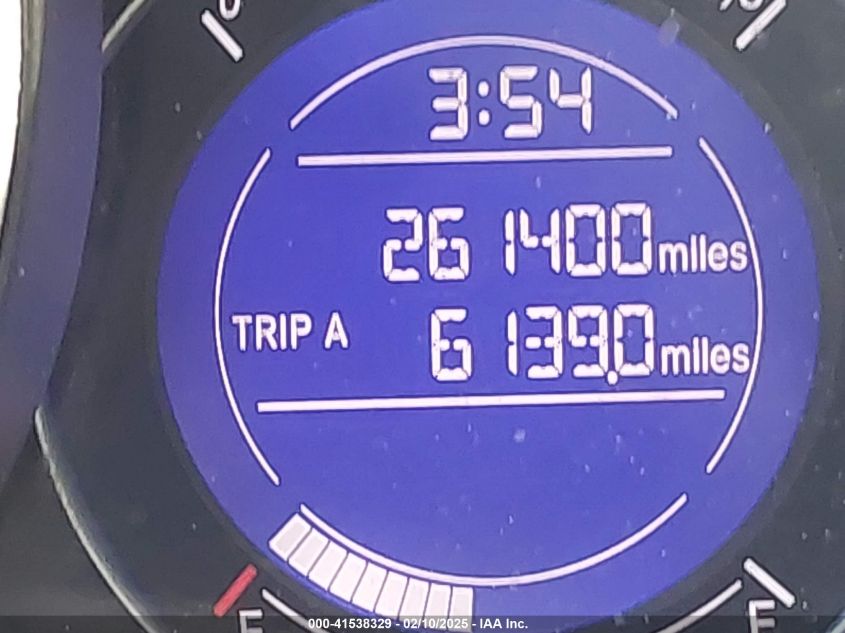 3:54
261400 miles
TRIP A 6139.0 miles
E F
000-41538329 - 02/10/2025 - IAA Inc.